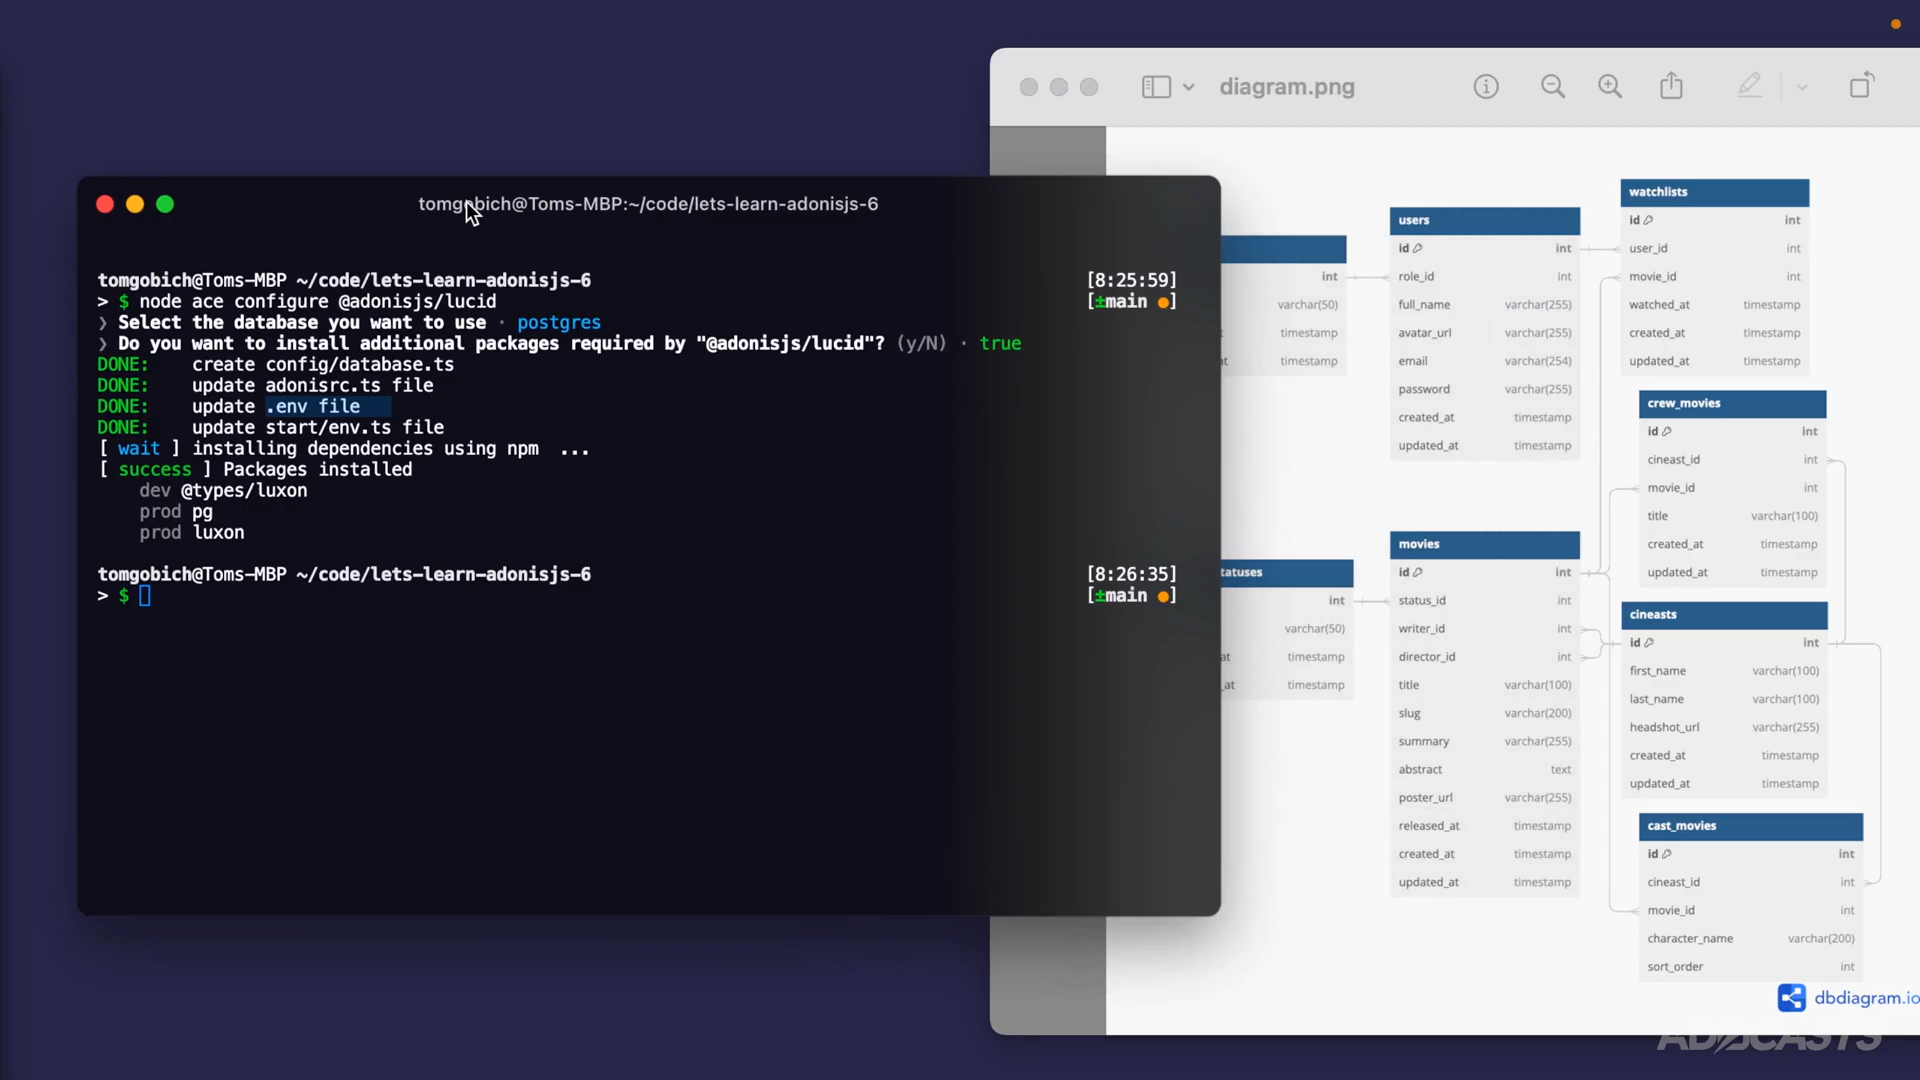 diagram.png
tomgobich@Toms-MBP:~/code/lets-learn-adonisjs-6
tomgobich@Toms-MBP ~/code/lets-learn-adonisjs-6 [8:25:59]
> $ node ace configure @adonisjs/lucid [±main ●]
❯ Select the database you want to use · postgres
❯ Do you want to install additional packages required by "@adonisjs/lucid"? (y/N) · true
DONE: create config/database.ts
DONE: update adonisrc.ts file
DONE: update .env file
DONE: update start/env.ts file
[ wait ] installing dependencies using npm ...
[ success ] Packages installed
dev @types/luxon
prod pg
prod luxon
tomgobich@Toms-MBP ~/code/lets-learn-adonisjs-6 [8:26:35]
> $ [±main ●]
int
varchar(50)
timestamp
timestamp
users
id int
role_id int
full_name varchar(255)
avatar_url varchar(255)
email varchar(254)
password varchar(255)
created_at timestamp
updated_at timestamp
watchlists
id int
user_id int
movie_id int
watched_at timestamp
created_at timestamp
updated_at timestamp
crew_movies
id int
cineast_id int
movie_id int
title varchar(100)
created_at timestamp
updated_at timestamp
tatuses
int
varchar(50)
at timestamp
_at timestamp
movies
id int
status_id int
writer_id int
director_id int
title varchar(100)
slug varchar(200)
summary varchar(255)
abstract text
poster_url varchar(255)
released_at timestamp
created_at timestamp
updated_at timestamp
cineasts
id int
first_name varchar(100)
last_name varchar(100)
headshot_url varchar(255)
created_at timestamp
updated_at timestamp
cast_movies
id int
cineast_id int
movie_id int
character_name varchar(200)
sort_order int
dbdiagram.io
ADOCASTS